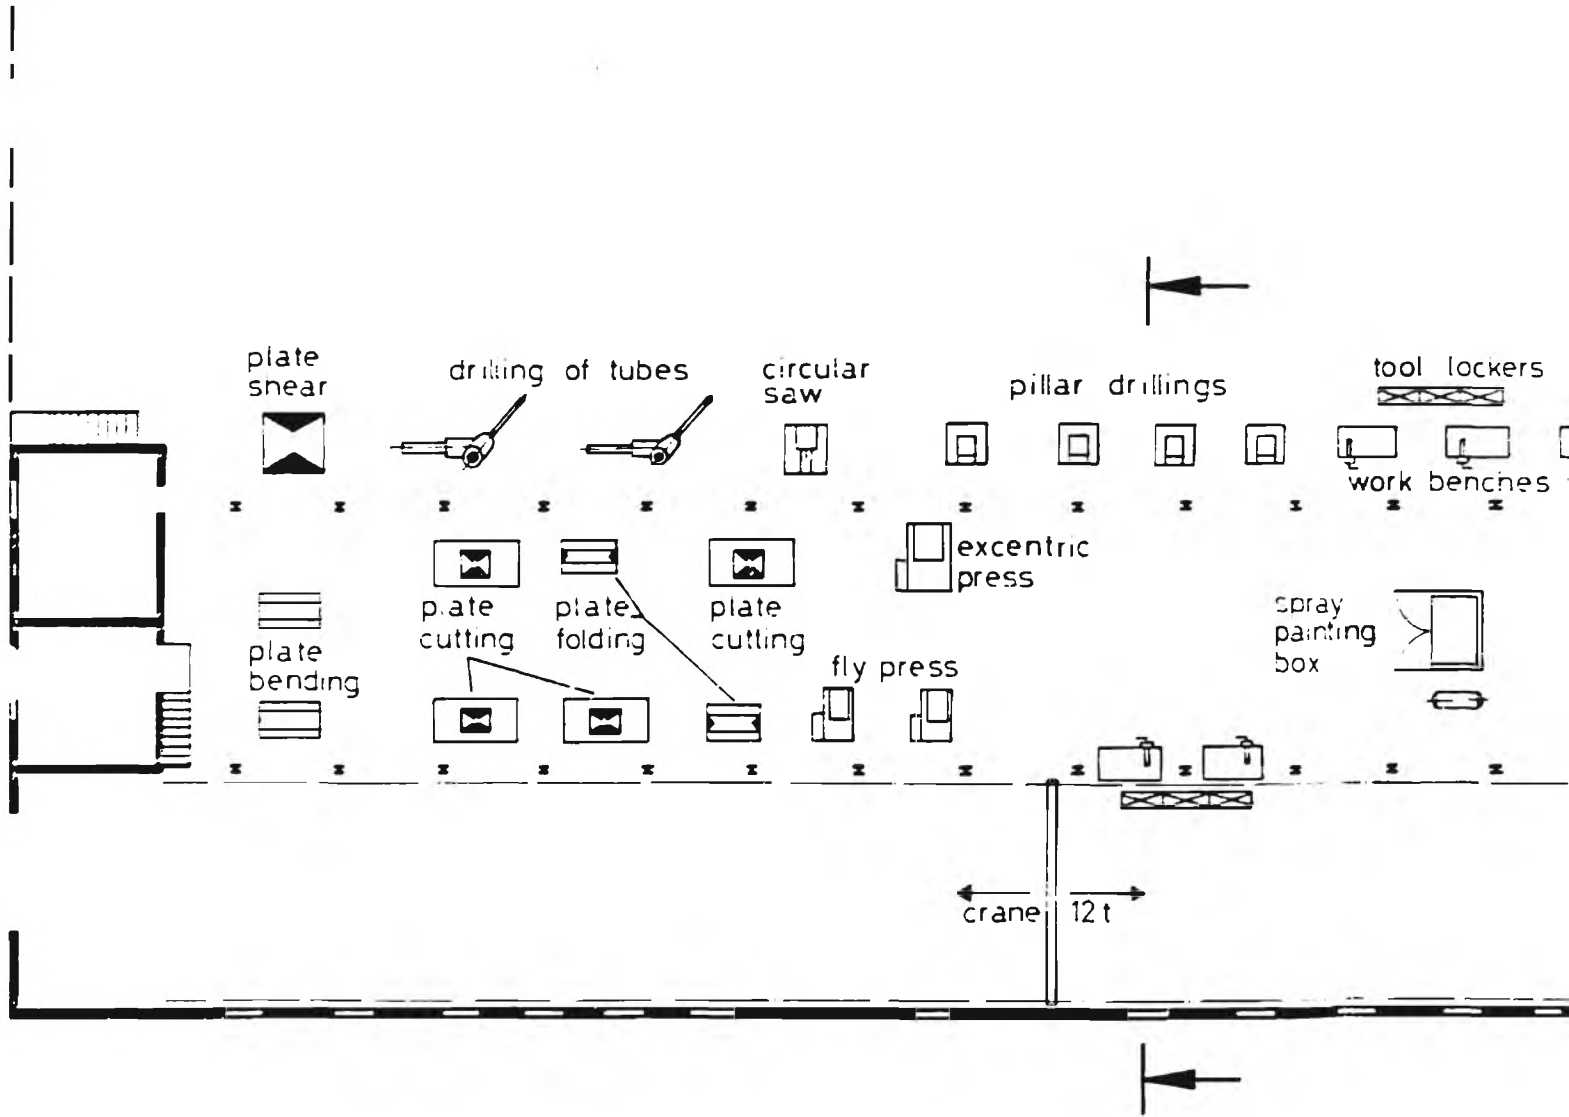 plate
shear
drilling of tubes
circular
saw
pillar drillings
tool lockers
work benches
excentric
press
plate
cutting
plate
folding
plate
cutting
spray
painting
box
plate
bending
fly press
crane 12 t